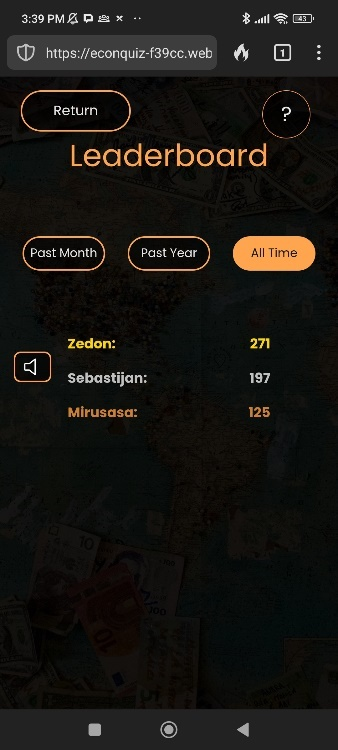 3:39 PM
43
https://econquiz-f39cc.web
1
Return
?
Leaderboard
Past Month
Past Year
All Time
Zedon: 271
Sebastijan: 197
Mirusasa: 125